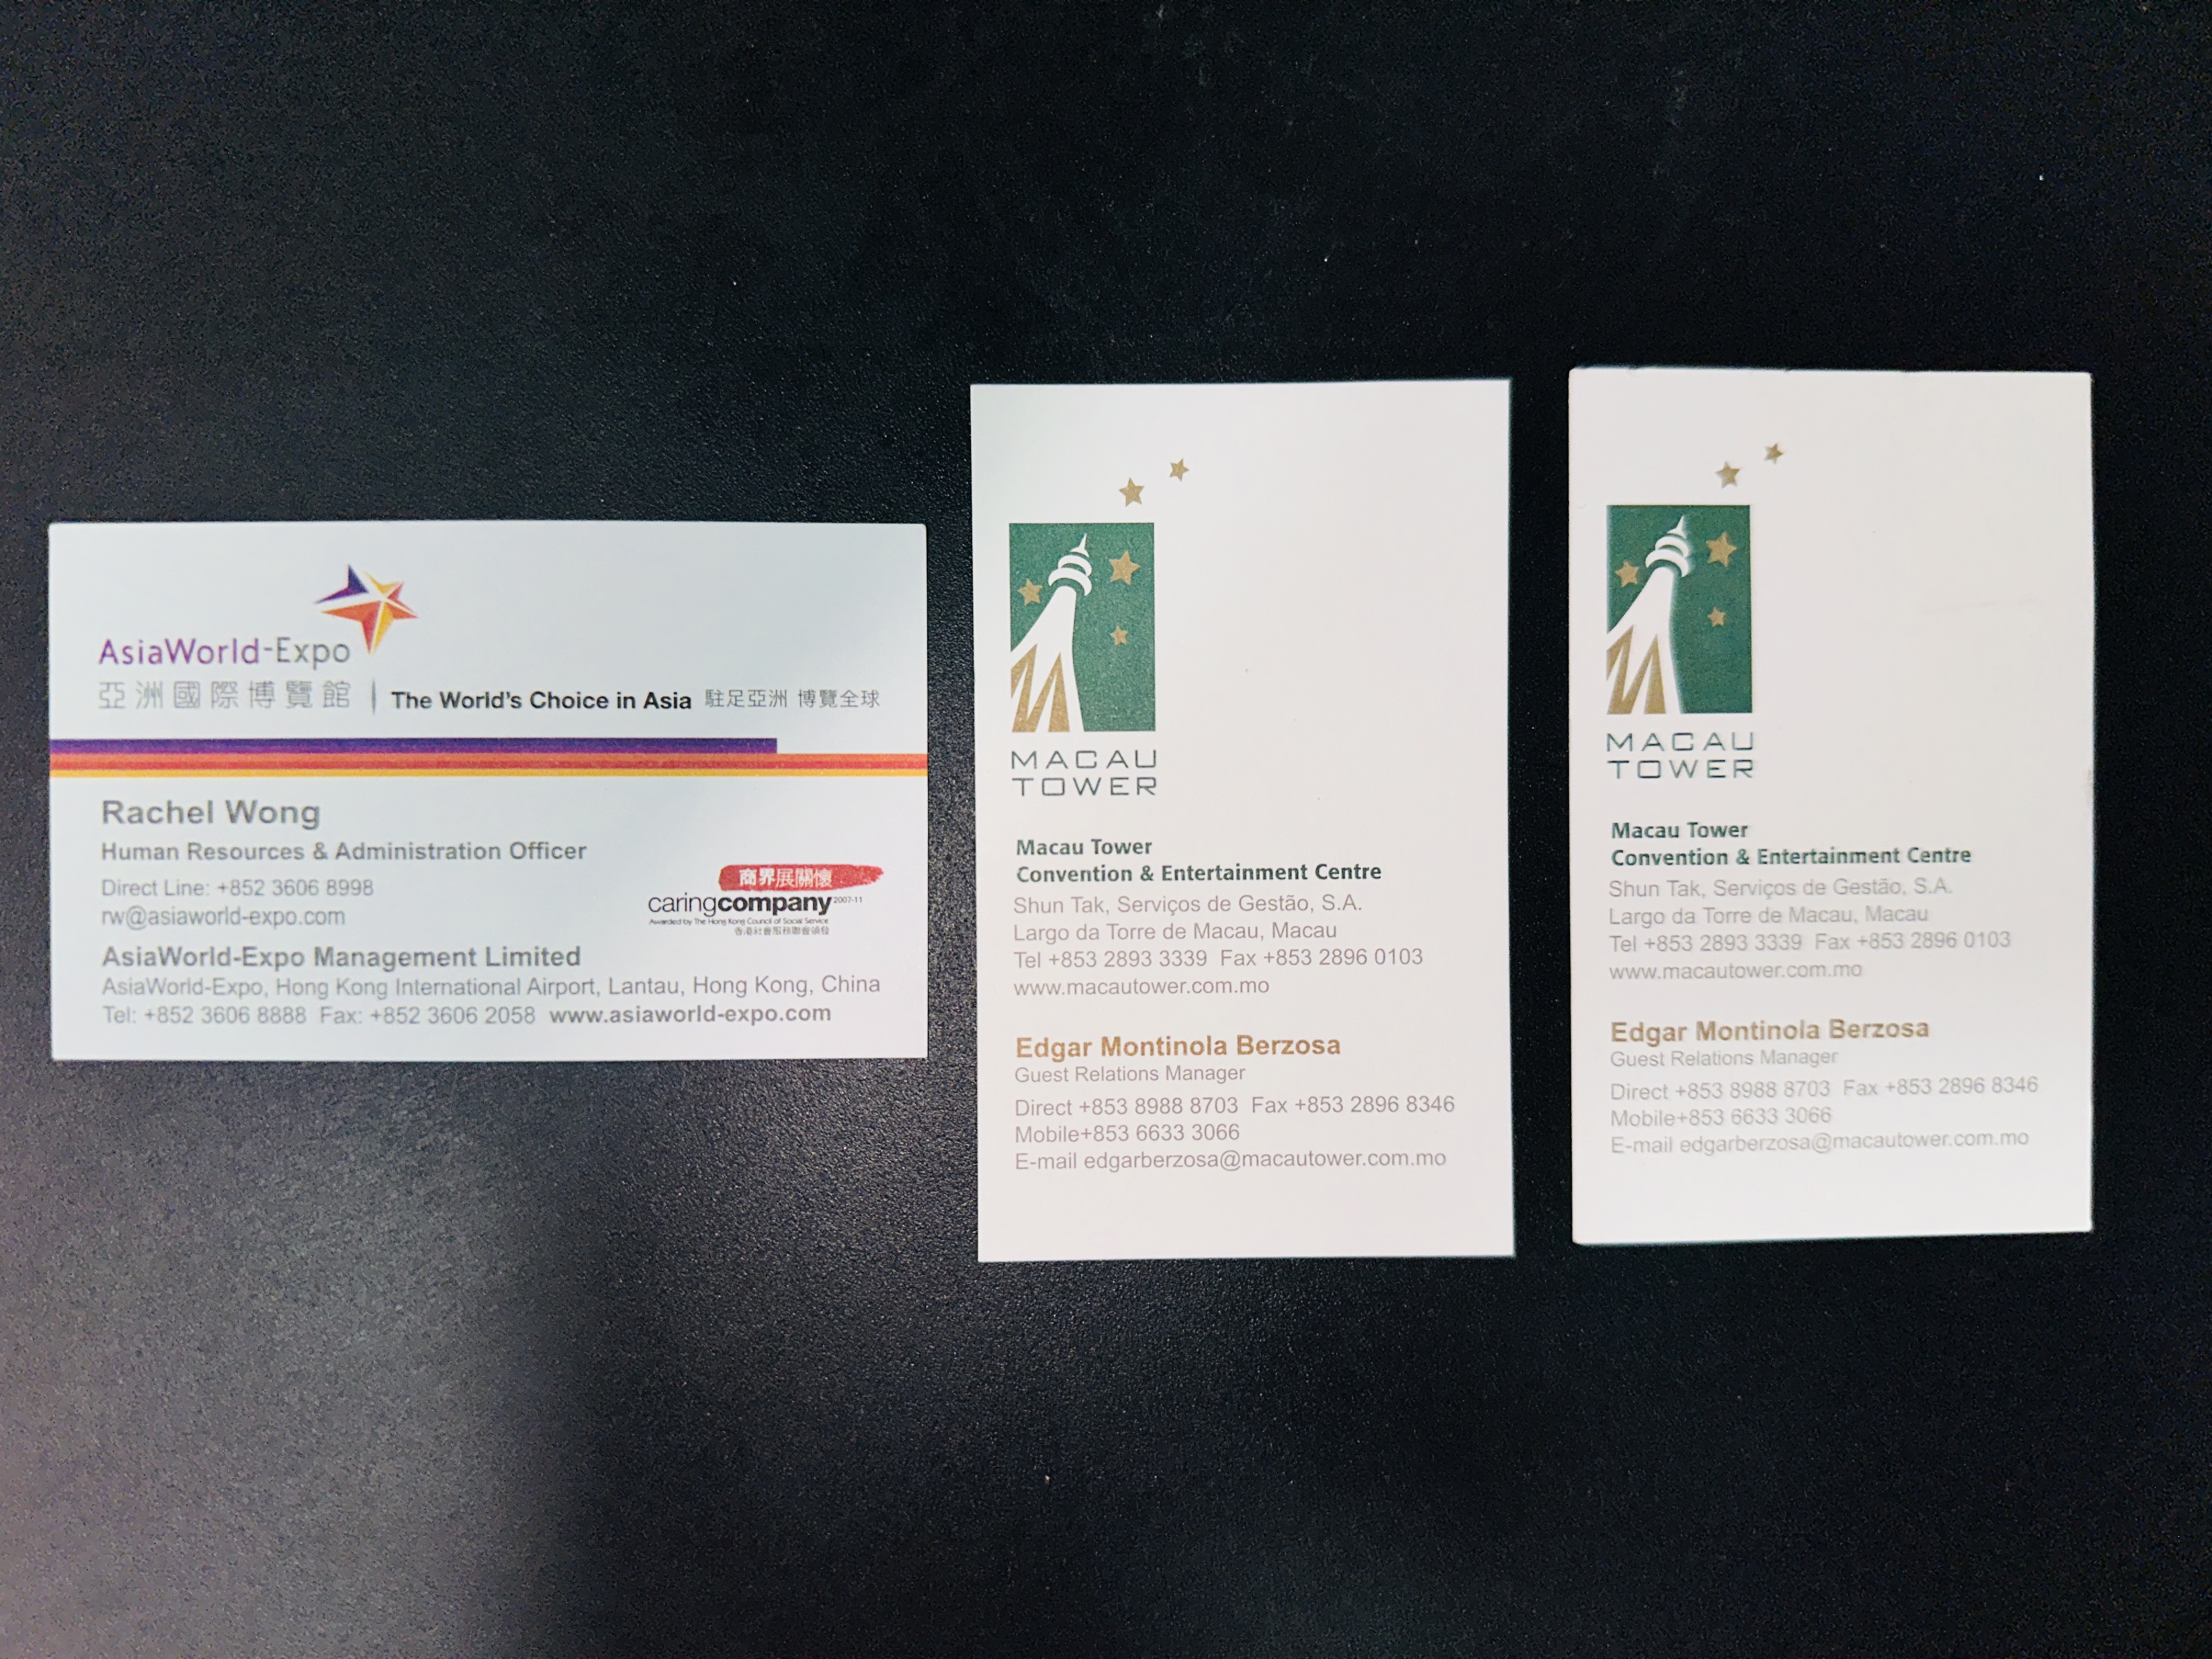 AsiaWorld-Expo
亞洲國際博覽館
The World's Choice in Asia 駐足亞洲 博覽全球
Rachel Wong
Human Resources & Administration Officer
Direct Line: +852 3606 8998
rw@asiaworld-expo.com
商界展關懷
caringcompany 2007-11
Awarded by The Hong Kong Council of Social Service
香港社會服務聯會頒發
AsiaWorld-Expo Management Limited
AsiaWorld-Expo, Hong Kong International Airport, Lantau, Hong Kong, China
Tel: +852 3606 8888 Fax: +852 3606 2058 www.asiaworld-expo.com
MACAU
TOWER
Macau Tower
Convention & Entertainment Centre
Shun Tak, Serviços de Gestão, S.A.
Largo da Torre de Macau, Macau
Tel +853 2893 3339 Fax +853 2896 0103
www.macautower.com.mo
Edgar Montinola Berzosa
Guest Relations Manager
Direct +853 8988 8703 Fax +853 2896 8346
Mobile+853 6633 3066
E-mail edgarberzosa@macautower.com.mo
MACAU
TOWER
Macau Tower
Convention & Entertainment Centre
Shun Tak, Serviços de Gestão, S.A.
Largo da Torre de Macau, Macau
Tel +853 2893 3339 Fax +853 2896 0103
www.macautower.com.mo
Edgar Montinola Berzosa
Guest Relations Manager
Direct +853 8988 8703 Fax +853 2896 8346
Mobile+853 6633 3066
E-mail edgarberzosa@macautower.com.mo